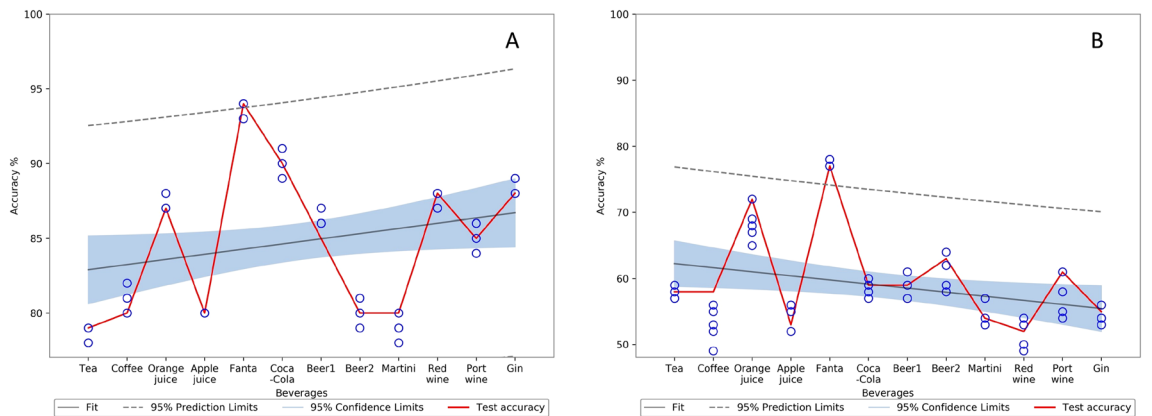 A
100
95
90
85
80
Accuracy %
Tea
Coffee
Orange
juice
Apple
juice
Fanta
Coca
-Cola
Beer1
Beer2
Martini
Red
wine
Port
wine
Gin
Beverages
Fit
95% Prediction Limits
95% Confidence Limits
Test accuracy
B
100
90
80
70
60
50
Accuracy %
Tea
Coffee
Orange
juice
Apple
juice
Fanta
Coca
-Cola
Beer1
Beer2
Martini
Red
wine
Port
wine
Gin
Beverages
Fit
95% Prediction Limits
95% Confidence Limits
Test accuracy